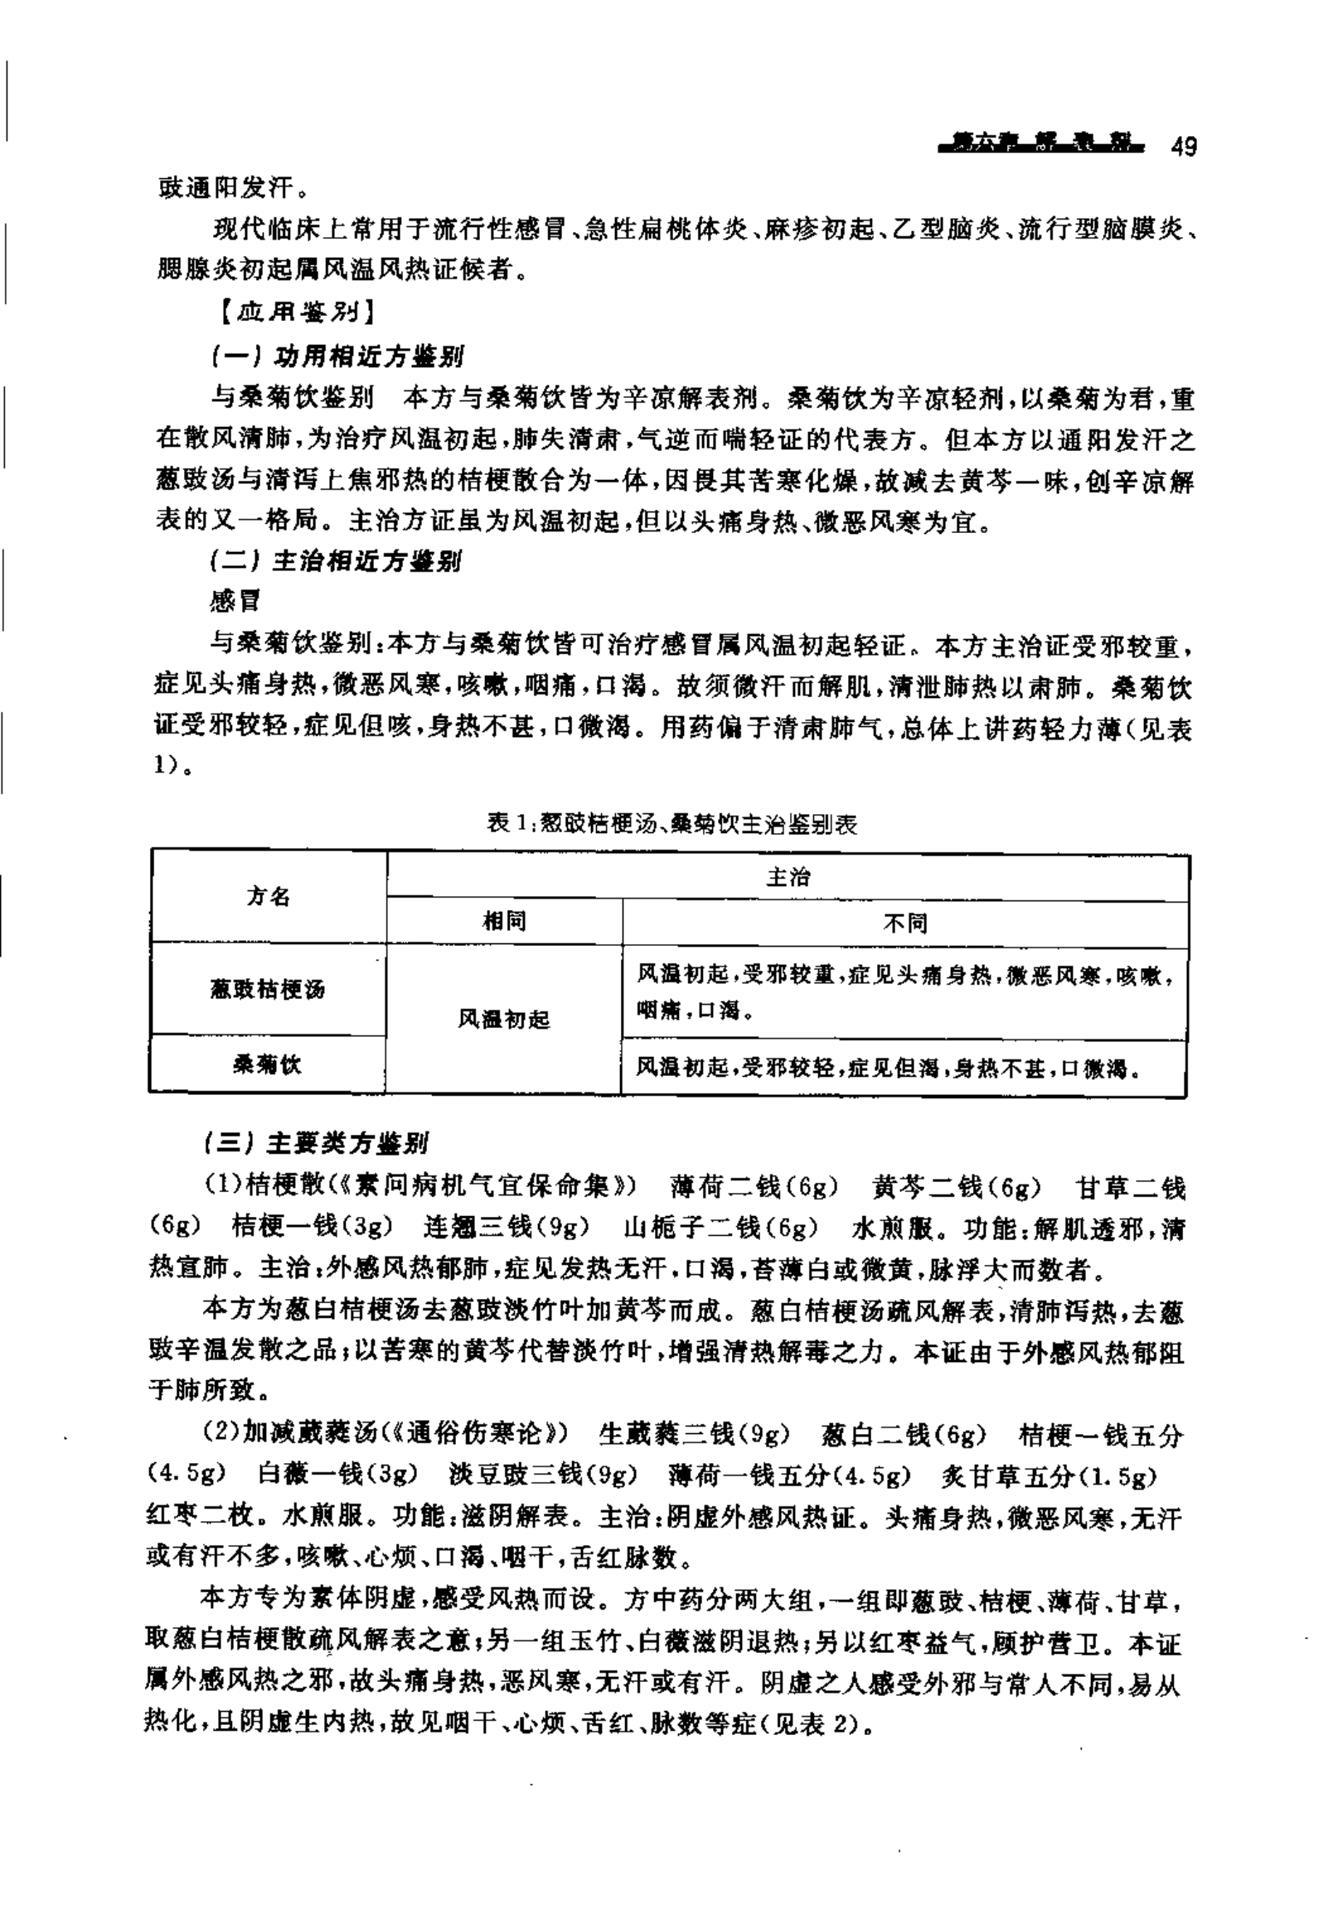 第六章 解表剂 49
豉通阳发汗。
现代临床上常用于流行性感冒、急性扁桃体炎、麻疹初起、乙型脑炎、流行型脑膜炎、
腮腺炎初起属风温风热证候者。
【应用鉴别】
(一) 功用相近方鉴别
与桑菊饮鉴别 本方与桑菊饮皆为辛凉解表剂。桑菊饮为辛凉轻剂,以桑菊为君,重
在散风清肺,为治疗风温初起,肺失清肃,气逆而喘轻证的代表方。但本方以通阳发汗之
葱豉汤与清泻上焦邪热的桔梗散合为一体,因畏其苦寒化燥,故减去黄芩一味,创辛凉解
表的又一格局。主治方证虽为风温初起,但以头痛身热、微恶风寒为宜。
(二) 主治相近方鉴别
感冒
与桑菊饮鉴别:本方与桑菊饮皆可治疗感冒属风温初起轻证。本方主治证受邪较重,
症见头痛身热,微恶风寒,咳嗽,咽痛,口渴。故须微汗而解肌,清泄肺热以肃肺。桑菊饮
证受邪较轻,症见但咳,身热不甚,口微渴。用药偏于清肃肺气,总体上讲药轻力薄(见表
1)。
表 1:葱豉桔梗汤、桑菊饮主治鉴别表
方名
主治
相同
不同
葱豉桔梗汤
风温初起
风温初起,受邪较重,症见头痛身热,微恶风寒,咳嗽,
咽痛,口渴。
桑菊饮
风温初起,受邪较轻,症见但渴,身热不甚,口微渴。
(三) 主要类方鉴别
(1)桔梗散(《素问病机气宜保命集》) 薄荷二钱(6g) 黄芩二钱(6g) 甘草二钱
(6g) 桔梗一钱(3g) 连翘三钱(9g) 山栀子二钱(6g) 水煎服。功能:解肌透邪,清
热宣肺。主治:外感风热郁肺,症见发热无汗,口渴,苔薄白或微黄,脉浮大而数者。
本方为葱白桔梗汤去葱豉淡竹叶加黄芩而成。葱白桔梗汤疏风解表,清肺泻热,去葱
豉辛温发散之品;以苦寒的黄芩代替淡竹叶,增强清热解毒之力。本证由于外感风热郁阻
于肺所致。
(2)加减葳蕤汤(《通俗伤寒论》) 生葳蕤三钱(9g) 葱白二钱(6g) 桔梗一钱五分
(4.5g) 白薇一钱(3g) 淡豆豉三钱(9g) 薄荷一钱五分(4.5g) 炙甘草五分(1.5g)
红枣二枚。水煎服。功能:滋阴解表。主治:阴虚外感风热证。头痛身热,微恶风寒,无汗
或有汗不多,咳嗽、心烦、口渴、咽干,舌红脉数。
本方专为素体阴虚,感受风热而设。方中药分两大组,一组即葱豉、桔梗、薄荷、甘草,
取葱白桔梗散疏风解表之意;另一组玉竹、白薇滋阴退热;另以红枣益气,顾护营卫。本证
属外感风热之邪,故头痛身热,恶风寒,无汗或有汗。阴虚之人感受外邪与常人不同,易从
热化,且阴虚生内热,故见咽干、心烦、舌红、脉数等症(见表 2)。